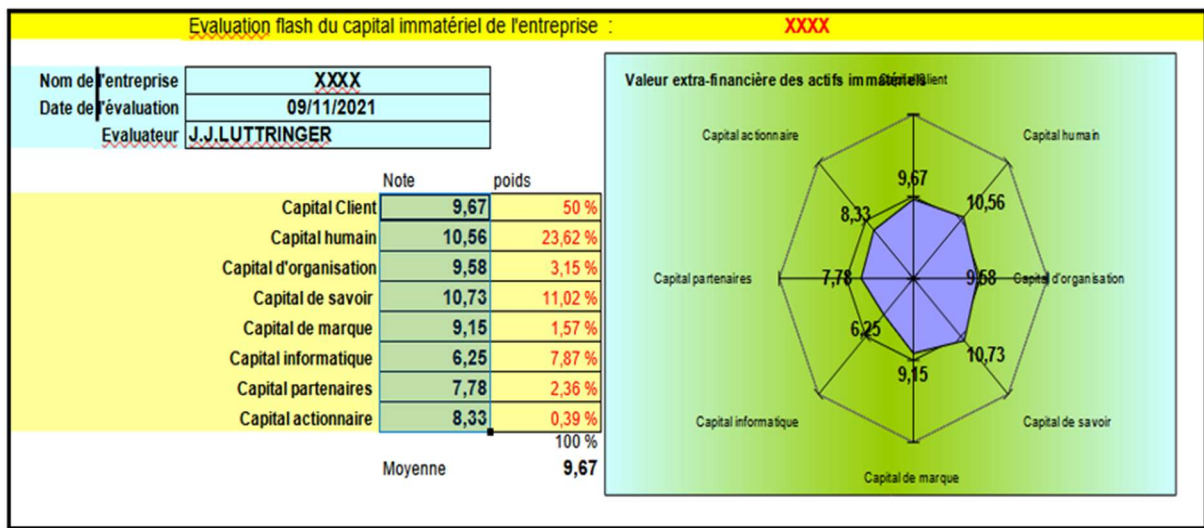 Evaluation flash du capital immatériel de l'entreprise : XXXX
Nom de l'entreprise XXXX
Date de l'évaluation 09/11/2021
Evaluateur J.J.LUTTRINGER
Note poids
Capital Client 9,67 50 %
Capital humain 10,56 23,62 %
Capital d'organisation 9,58 3,15 %
Capital de savoir 10,73 11,02 %
Capital de marque 9,15 1,57 %
Capital informatique 6,25 7,87 %
Capital partenaires 7,78 2,36 %
Capital actionnaire 8,33 0,39 %
100 %
Moyenne 9,67
Valeur extra-financière des actifs immatériels
Capital Client
Capital actionnaire
Capital humain
9,67
10,56
8,33
Capital partenaires
7,78
9,58
Capital d'organisation
6,25
10,73
9,15
Capital informatique
Capital de savoir
Capital de marque